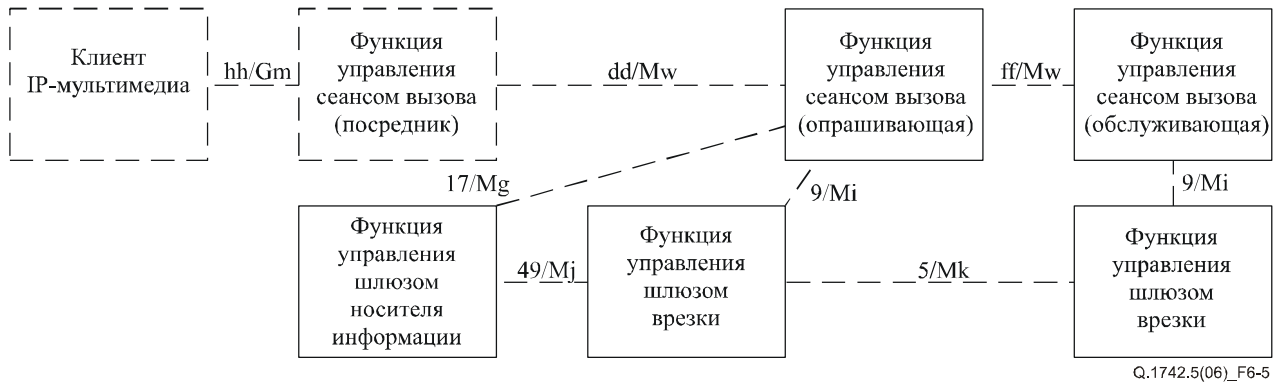 Клиент
IP-мультимедиа
hh/Gm
Функция
управления
сеансом вызова
(посредник)
dd/Mw
Функция
управления
сеансом вызова
(опрашивающая)
ff/Mw
Функция
управления
сеансом вызова
(обслуживающая)
17/Mg
9/Mi
9/Mi
Функция
управления
шлюзом
носителя
информации
49/Mj
Функция
управления
шлюзом
врезки
5/Mk
Функция
управления
шлюзом
врезки
Q.1742.5(06)_F6-5